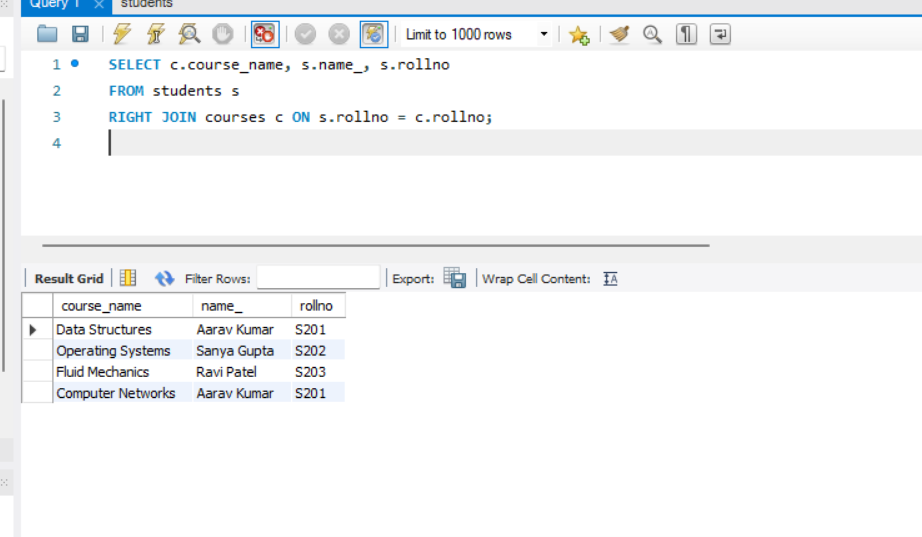 Query 1 students
Limit to 1000 rows
1 SELECT c.course_name, s.name_, s.rollno
2 FROM students s
3 RIGHT JOIN courses c ON s.rollno = c.rollno;
4
Result Grid Filter Rows: Export: Wrap Cell Content:
course_name name_ rollno
Data Structures Aarav Kumar S201
Operating Systems Sanya Gupta S202
Fluid Mechanics Ravi Patel S203
Computer Networks Aarav Kumar S201